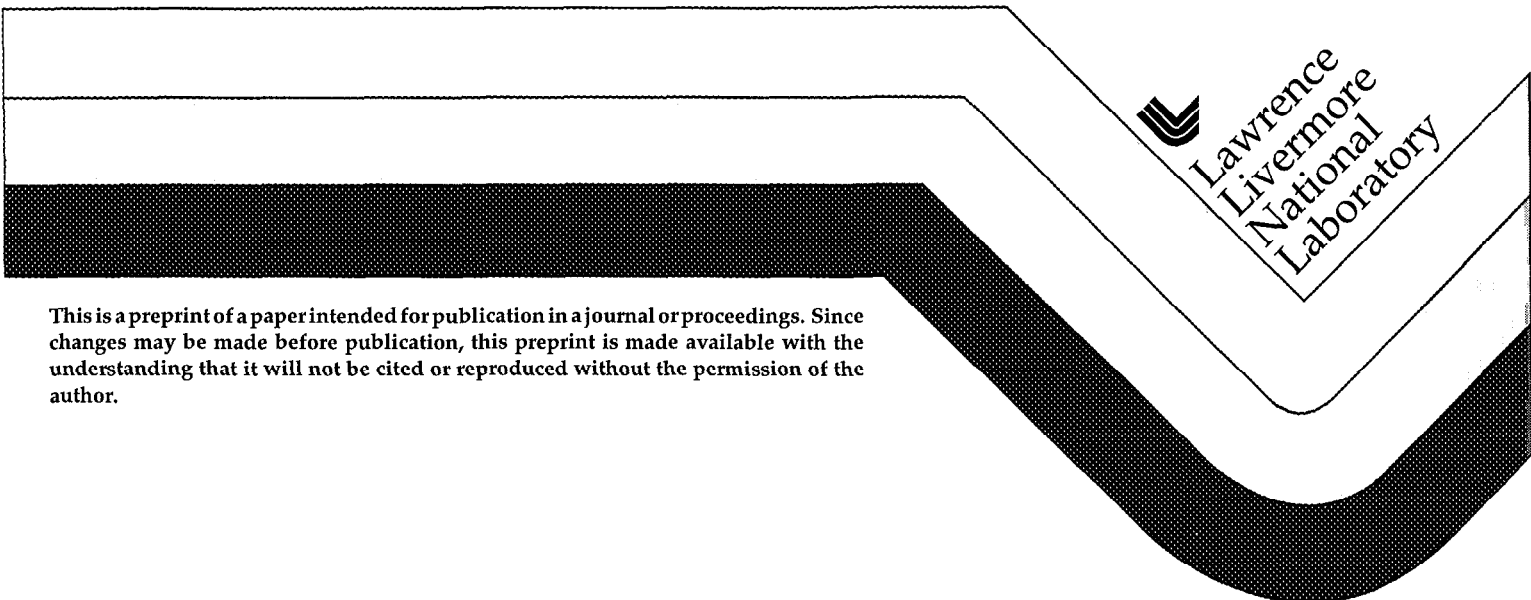 Lawrence
Livermore
National
Laboratory
This is a preprint of a paper intended for publication in a journal or proceedings. Since
changes may be made before publication, this preprint is made available with the
understanding that it will not be cited or reproduced without the permission of the
author.